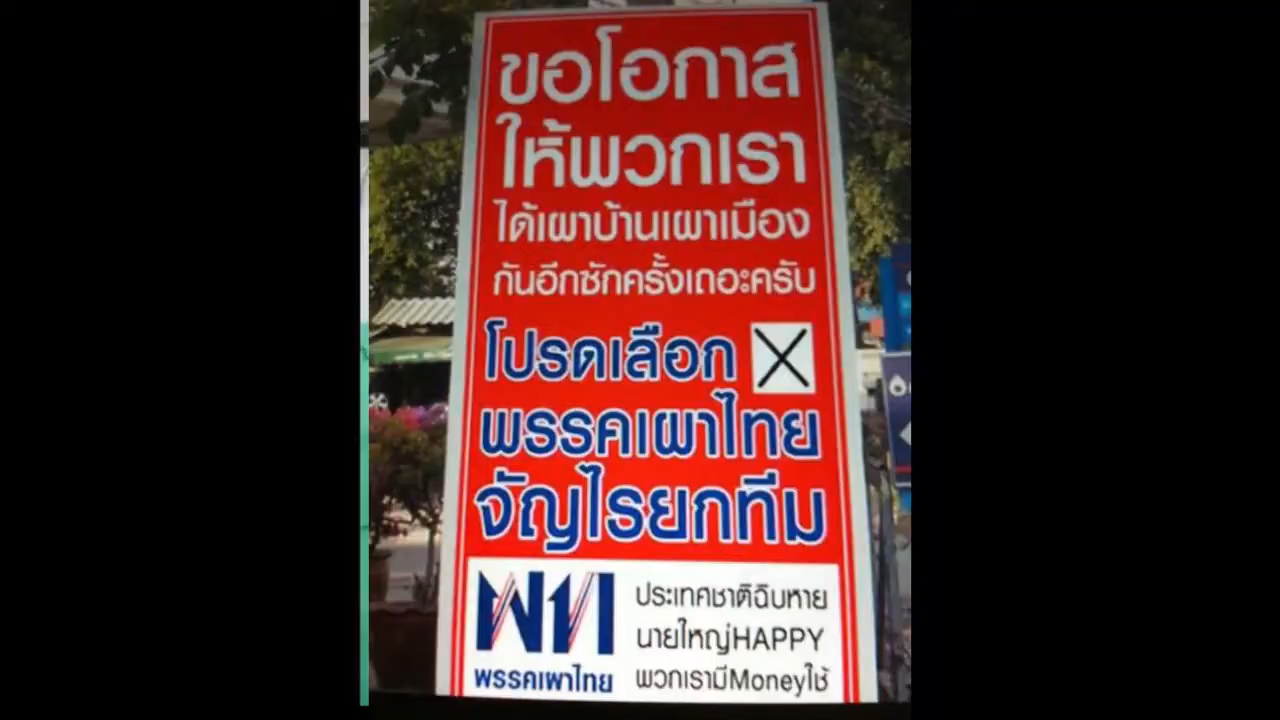 ขอโอกาส
ให้พวกเรา
ได้เผาบ้านเผาเมือง
กันอีกซักครั้งเถอะครับ
โปรดเลือก X
พรรคเผาไทย
จัญไรยกทีม
พท
พรรคเผาไทย
ประเทศชาติฉิบหาย
นายใหญ่HAPPY
พวกเรามีMoneyใช้